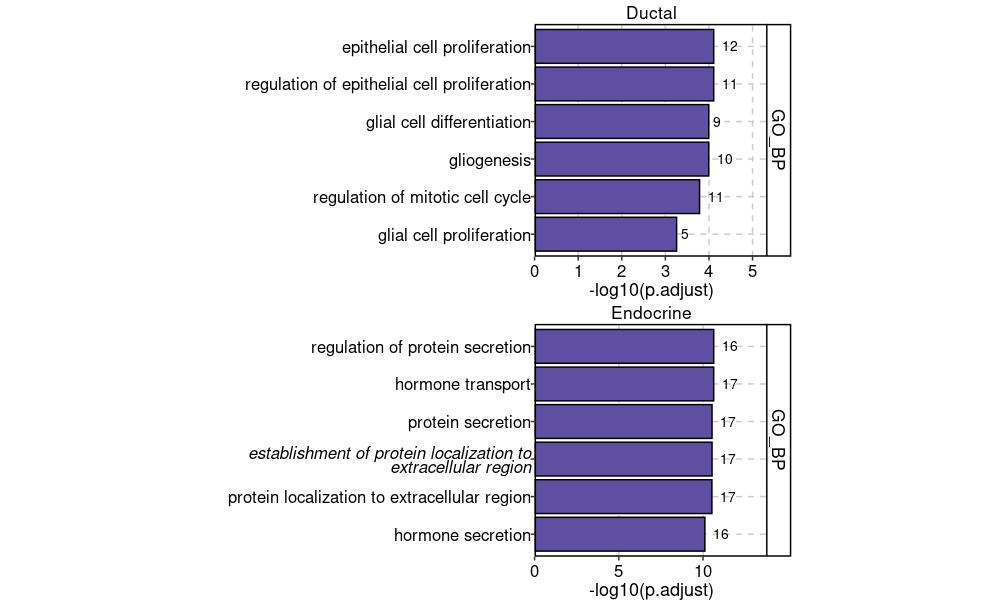 Ductal
epithelial cell proliferation 12
regulation of epithelial cell proliferation 11
glial cell differentiation 9
gliogenesis 10
regulation of mitotic cell cycle 11
glial cell proliferation 5
GO_BP
0 1 2 3 4 5
-log10(p.adjust)
Endocrine
regulation of protein secretion 16
hormone transport 17
protein secretion 17
establishment of protein localization to
extracellular region 17
protein localization to extracellular region 17
hormone secretion 16
GO_BP
0 5 10
-log10(p.adjust)